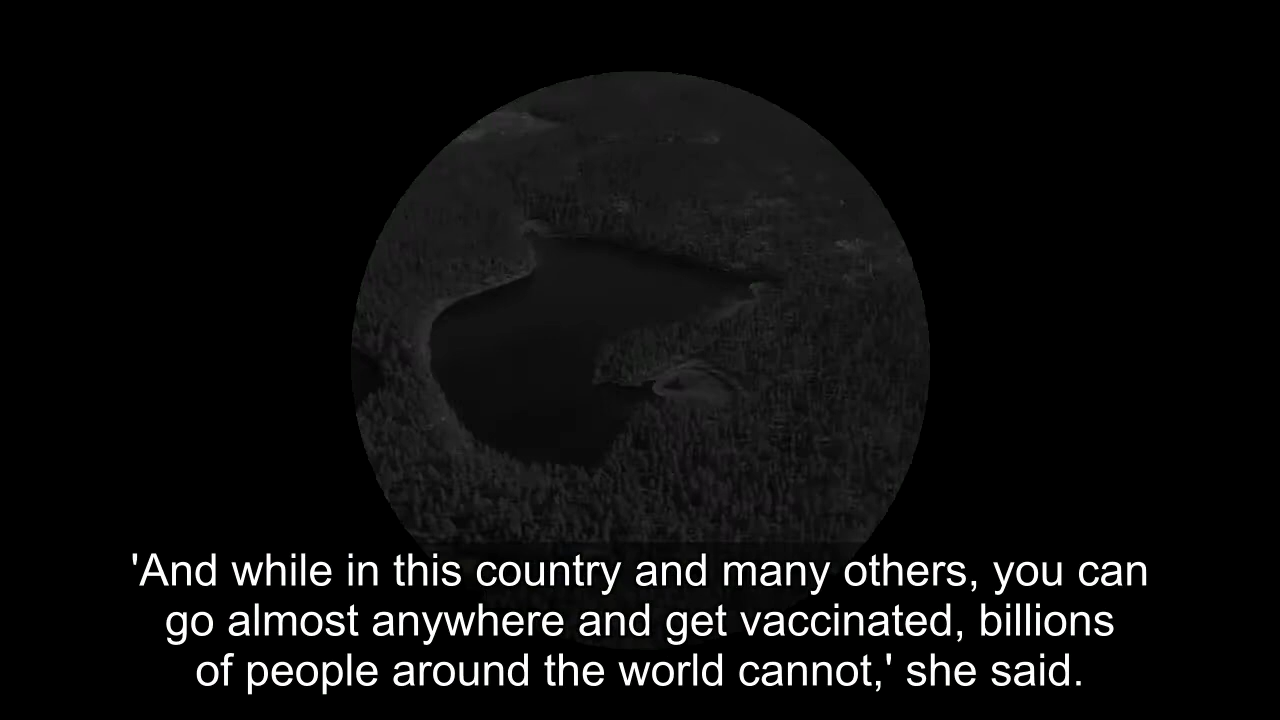 'And while in this country and many others, you can
go almost anywhere and get vaccinated, billions
of people around the world cannot,' she said.